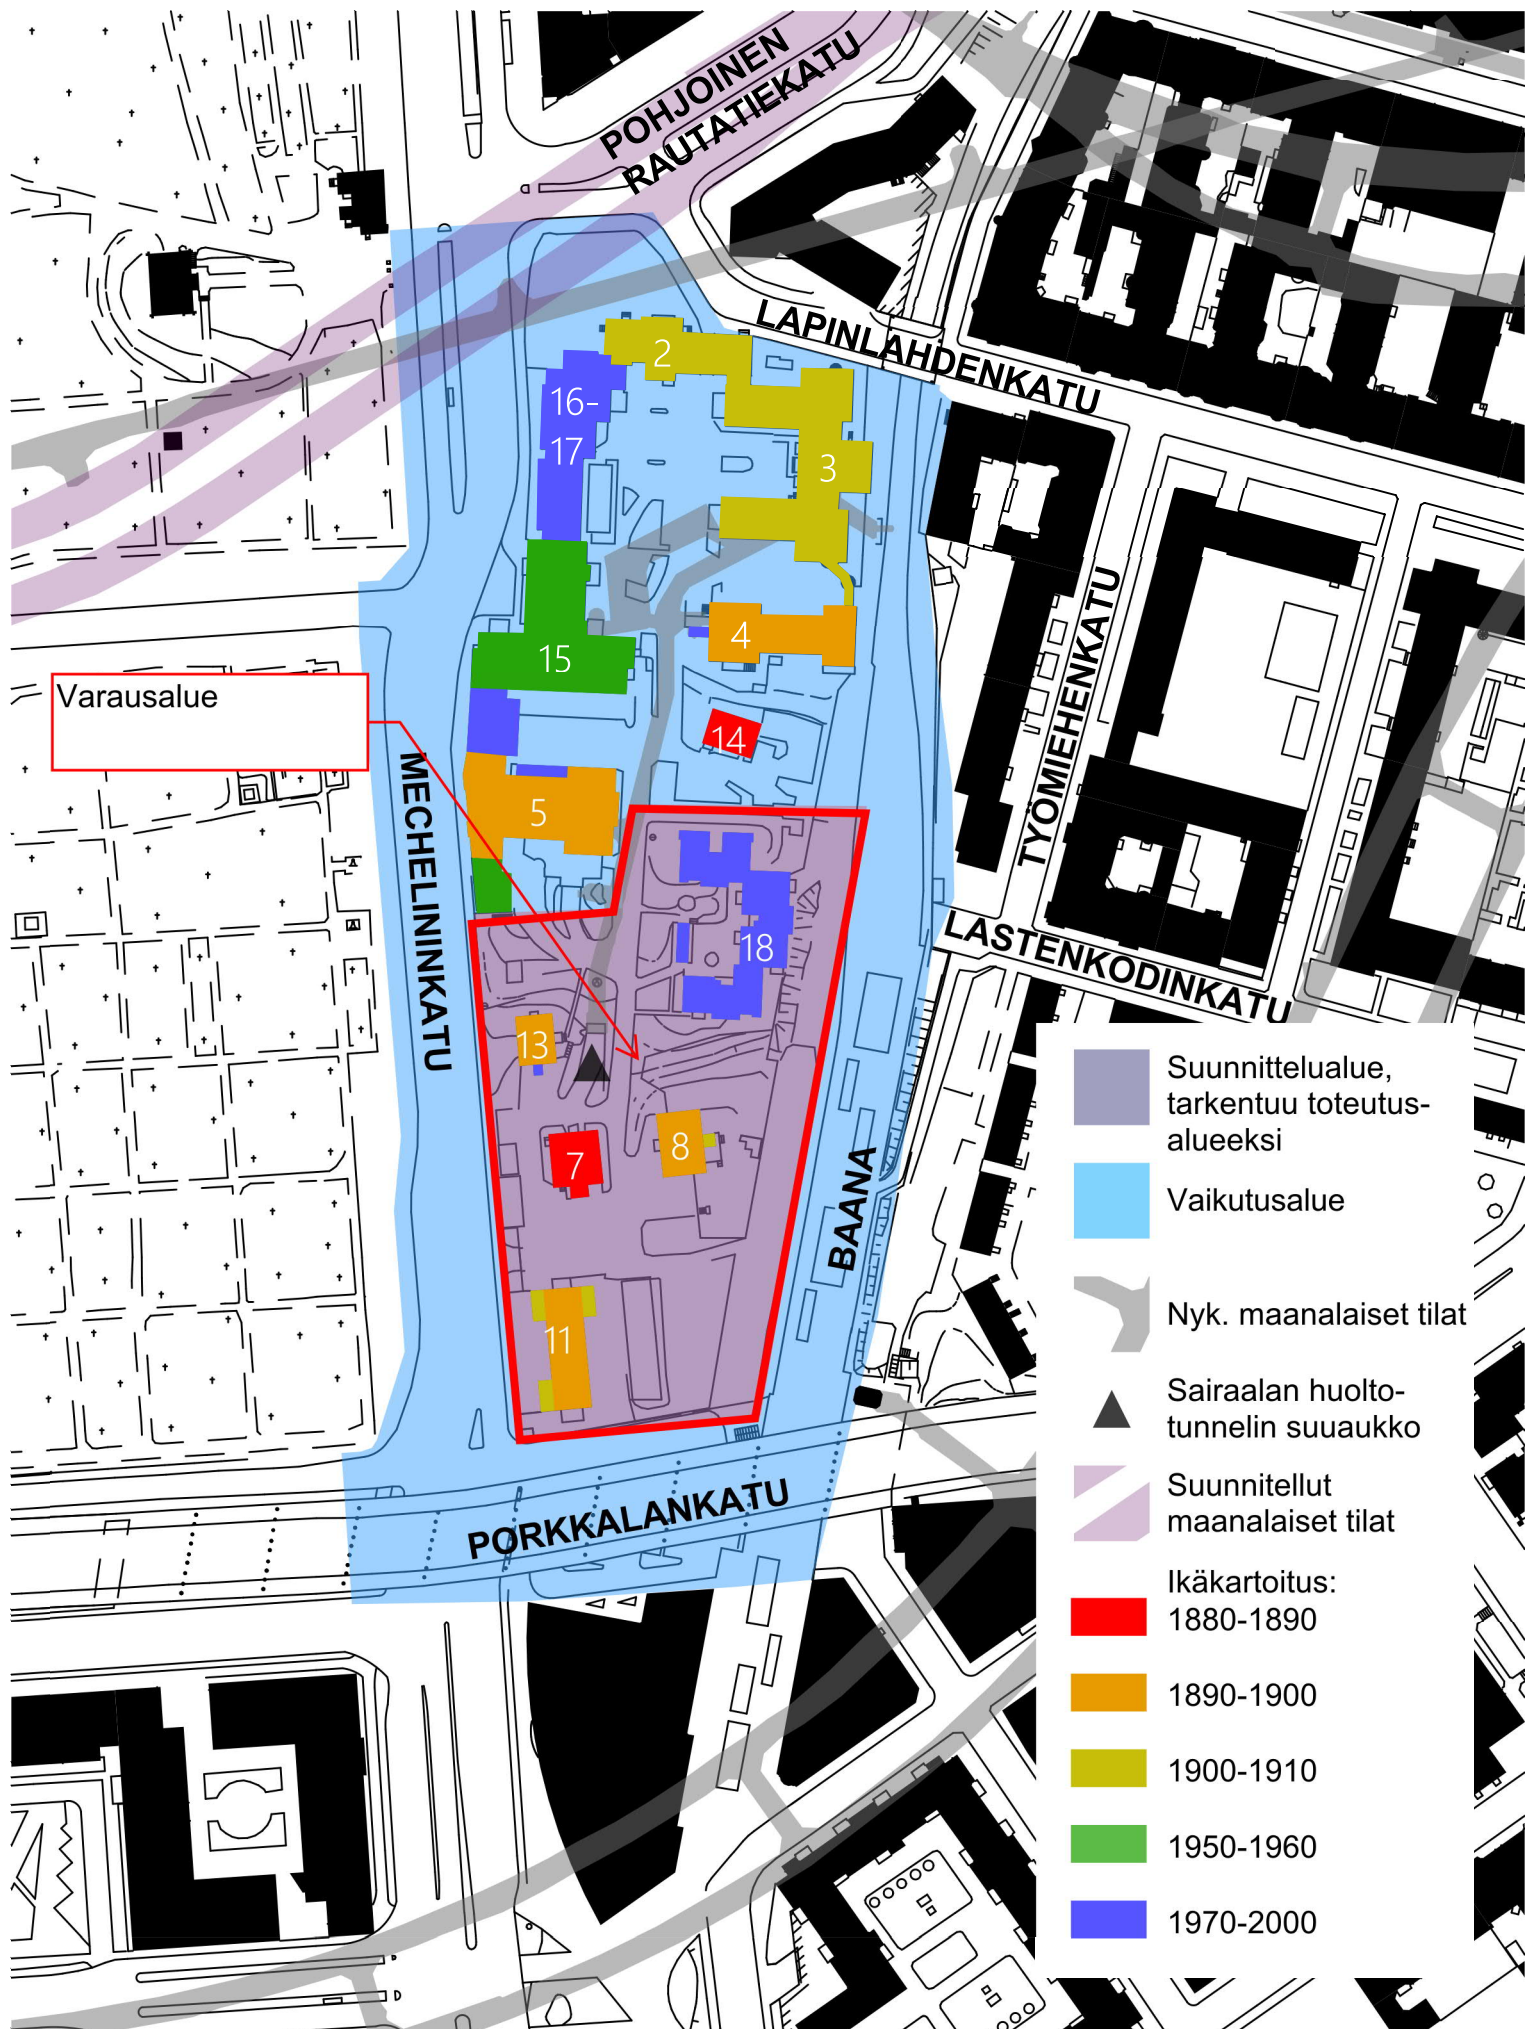 POHJOINEN
RAUTATIEKATU
LAPINLAHDENKATU
2
16-
17
3
4
15
14
5
18
13
7
8
11
Varausalue
MECHELININKATU
TYÖMIEHENKATU
LASTENKODINKATU
BAANA
PORKKALANKATU
Suunnittelualue,
tarkentuu toteutus-
alueeksi
Vaikutusalue
Nyk. maanalaiset tilat
Sairaalan huolto-
tunnelin suuaukko
Suunnitellut
maanalaiset tilat
Ikäkartoitus:
1880-1890
1890-1900
1900-1910
1950-1960
1970-2000